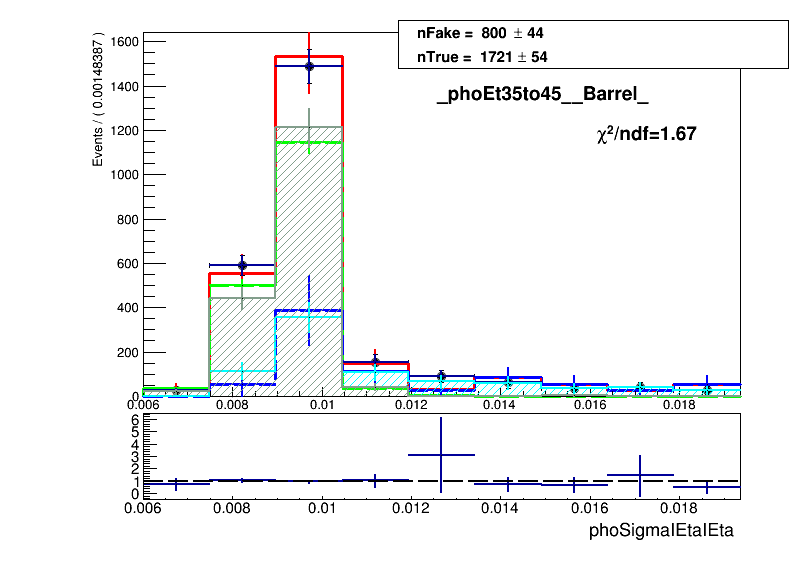 nFake = 800 ± 44
nTrue = 1721 ± 54
_phoEt35to45__Barrel_
χ²/ndf=1.67
Events / ( 0.00148387 )
1600
1400
1200
1000
800
600
400
200
0
0.006 0.008 0.01 0.012 0.014 0.016 0.018
6
5
4
3
2
1
0
0.006 0.008 0.01 0.012 0.014 0.016 0.018
phoSigmaIEtaIEta